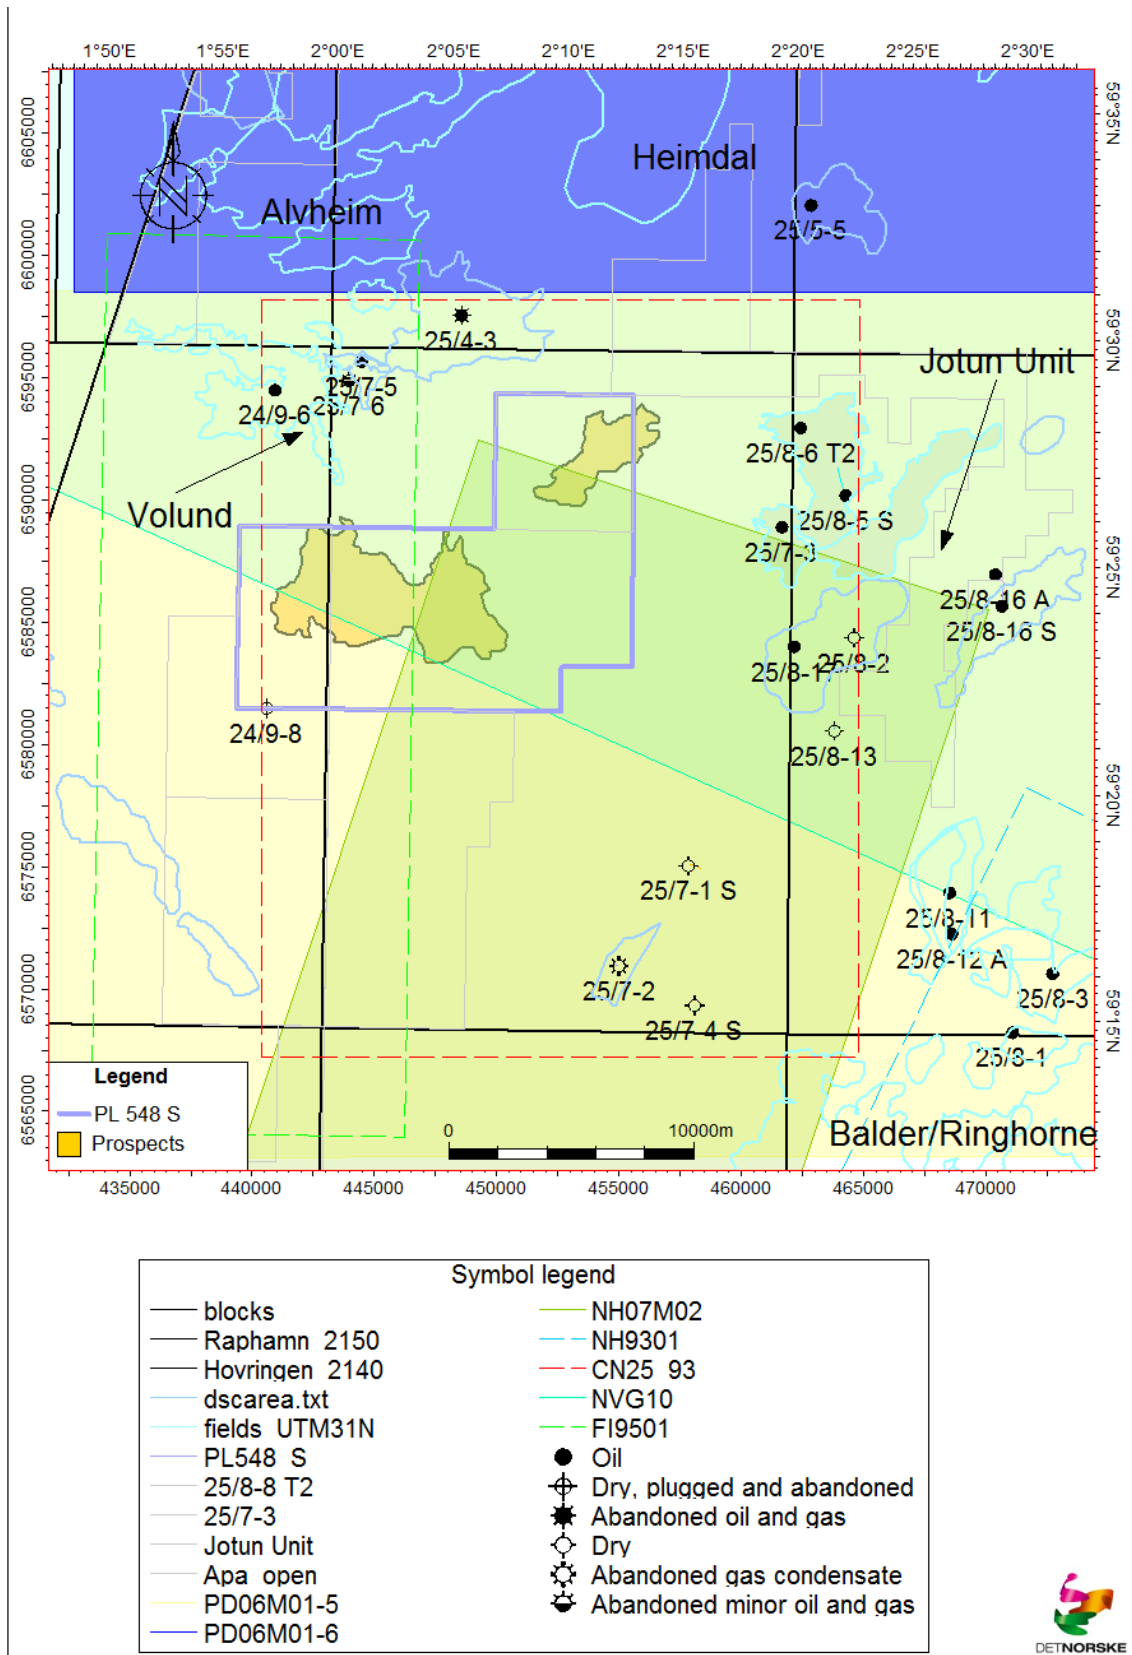 1°50'E 1°55'E 2°00'E 2°05'E 2°10'E 2°15'E 2°20'E 2°25'E 2°30'E
59°35'N
6605000
Heimdal
Alvheim
25/5-5
6600000
59°30'N
25/4-3
Jotun Unit
6595000
25/7-5
25/7-6
24/9-6
25/8-6 T2
Volund
25/8-5 S
6590000
25/7-3
59°25'N
25/8-16 A
25/8-16 S
6585000
25/8-17
25/8-2
24/9-8
25/8-13
6580000
59°20'N
6575000
25/7-1 S
25/8-11
25/8-12 A
6570000
25/7-2
25/8-3
59°15'N
25/7-4 S
25/8-1
Legend
PL 548 S
Prospects
6565000
0 10000m
Balder/Ringhorne
435000 440000 445000 450000 455000 460000 465000 470000
Symbol legend
blocks
Raphamn 2150
Hovringen 2140
dscarea.txt
fields UTM31N
PL548 S
25/8-8 T2
25/7-3
Jotun Unit
Apa open
PD06M01-5
PD06M01-6
NH07M02
NH9301
CN25 93
NVG10
FI9501
Oil
Dry, plugged and abandoned
Abandoned oil and gas
Dry
Abandoned gas condensate
Abandoned minor oil and gas
DETNORSKE